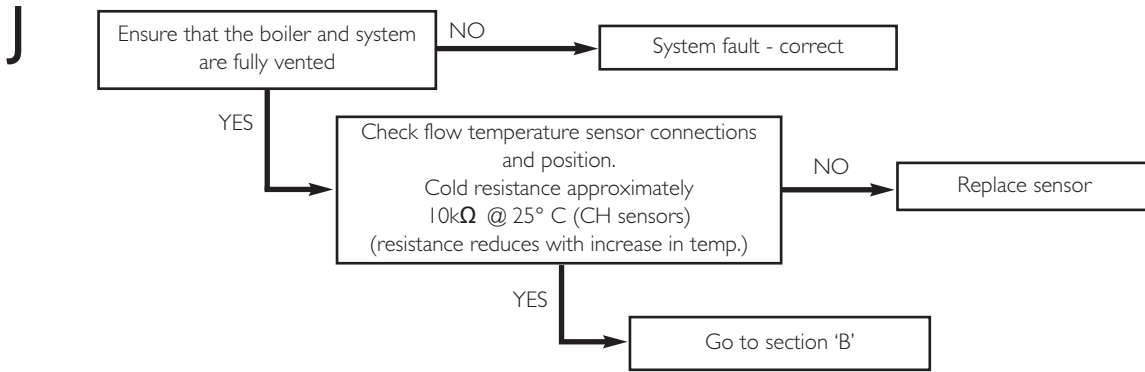 J
Ensure that the boiler and system
are fully vented
NO
System fault - correct
YES
Check flow temperature sensor connections
and position.
Cold resistance approximately
10kΩ @ 25° C (CH sensors)
(resistance reduces with increase in temp.)
NO
Replace sensor
YES
Go to section ‘B’